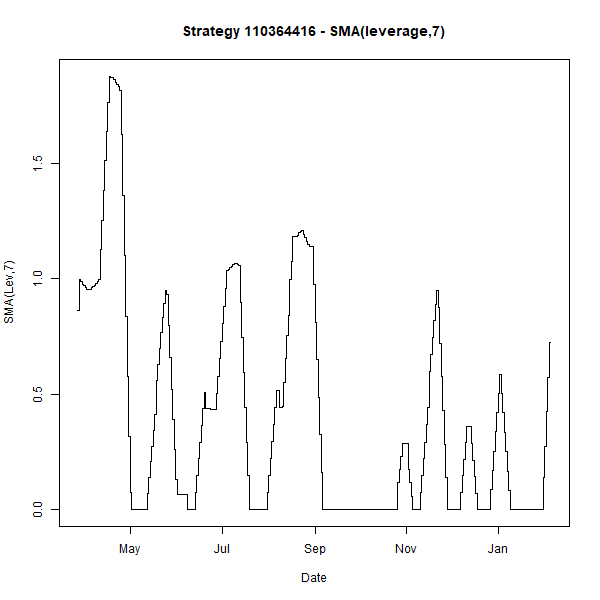 Strategy 110364416 - SMA(leverage,7)
SMA(Lev,7)
1.5
1.0
0.5
0.0
May Jul Sep Nov Jan
Date